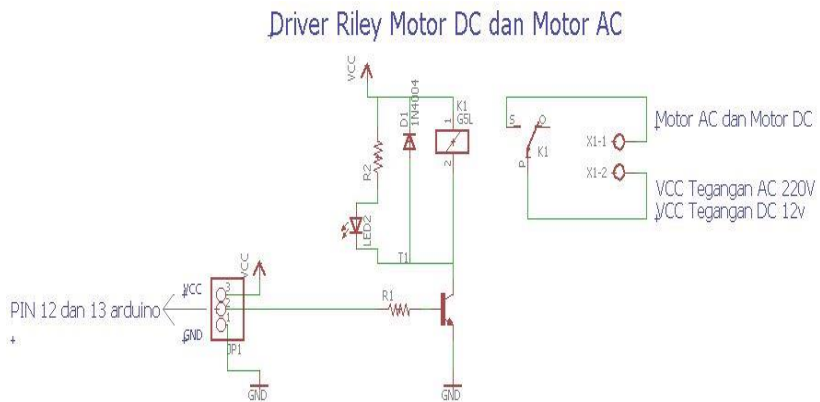 Driver Riley Motor DC dan Motor AC
VCC
D1
1N4004
K1
G5L
1
2
R2
LED2
T1
S
O
P
K1
X1-1
X1-2
Motor AC dan Motor DC
VCC Tegangan AC 220V
VCC Tegangan DC 12v
VCC
VCC
3
2
1
GND
JP1
PIN 12 dan 13 arduino
R1
GND
GND